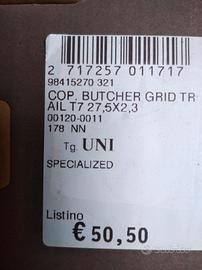 2 717257 011717
98415270 321
COP. BUTCHER GRID TR
AIL T7 27,5X2,3
00120-0011
178 NN
Tg. UNI
SPECIALIZED
Listino
€ 50,50